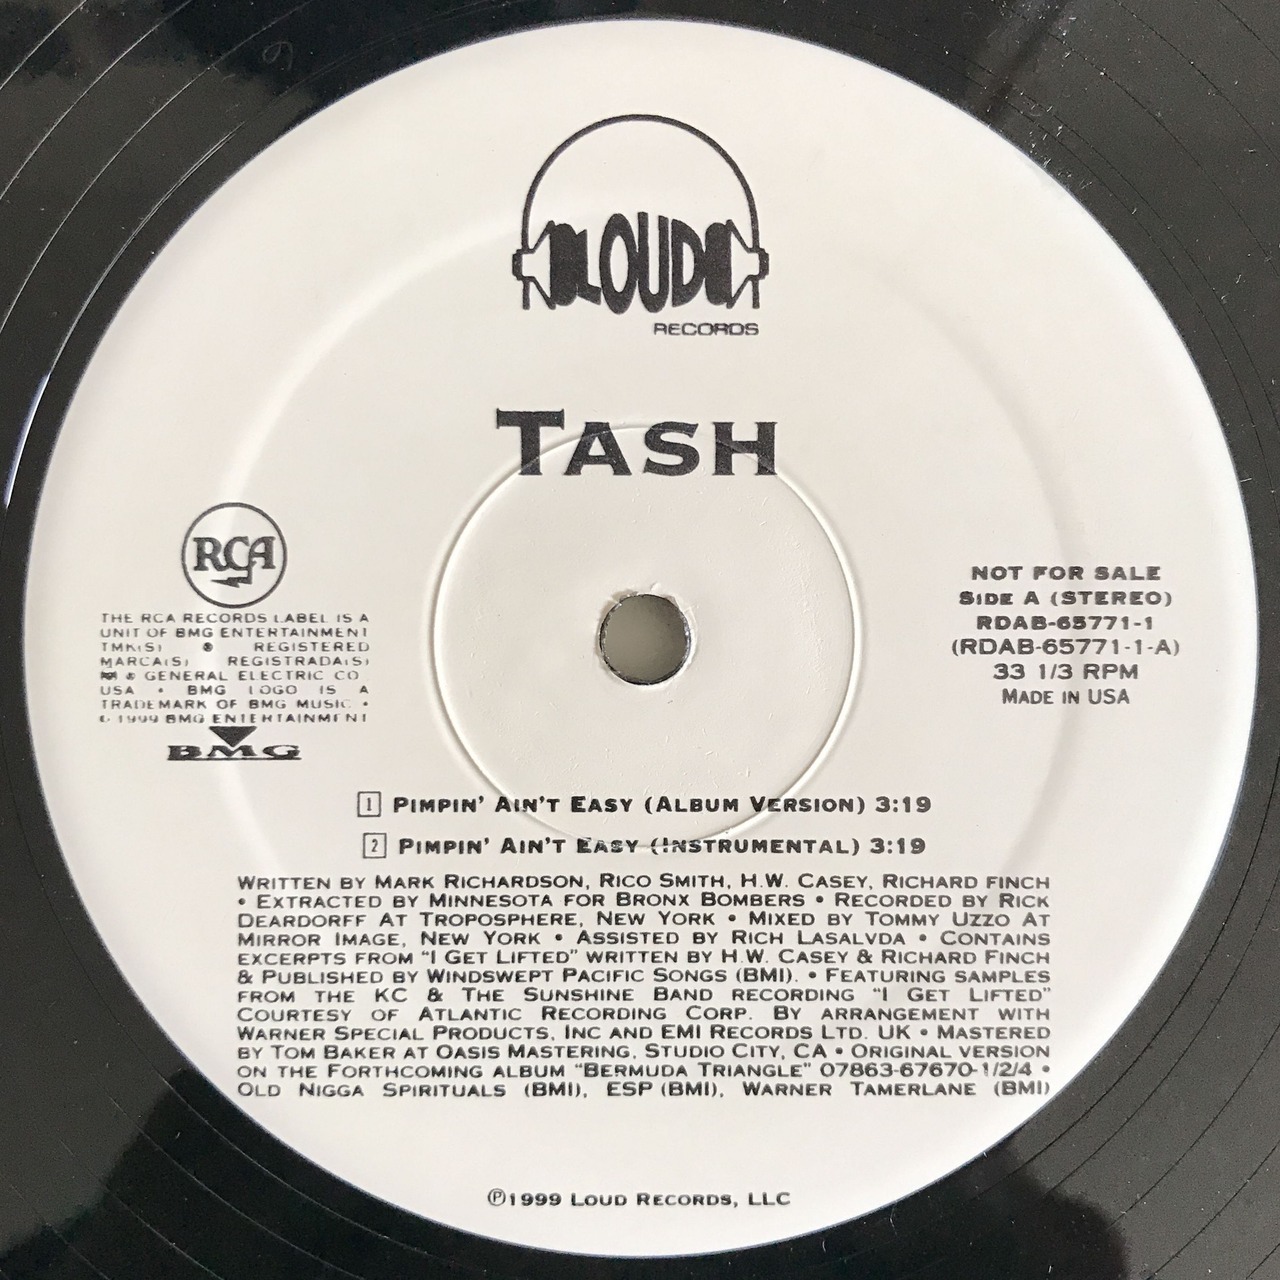 LOUD
RECORDS
TASH
RCA
THE RCA RECORDS LABEL IS A
UNIT OF BMG ENTERTAINMENT
TMK(S) ® REGISTERED
MARCA(S) REGISTRADA(S)
® GENERAL ELECTRIC CO
USA • BMG LOGO IS A
TRADEMARK OF BMG MUSIC •
© 1999 BMG ENTERTAINMENT
BMG
NOT FOR SALE
SIDE A (STEREO)
RDAB-65771-1
(RDAB-65771-1-A)
33 1/3 RPM
MADE IN USA
1 PIMPIN' AIN'T EASY (ALBUM VERSION) 3:19
2 PIMPIN' AIN'T EASY (INSTRUMENTAL) 3:19
WRITTEN BY MARK RICHARDSON, RICO SMITH, H.W. CASEY, RICHARD FINCH
• EXTRACTED BY MINNESOTA FOR BRONX BOMBERS • RECORDED BY RICK
DEARDORFF AT TROPOSPHERE, NEW YORK • MIXED BY TOMMY UZZO AT
MIRROR IMAGE, NEW YORK • ASSISTED BY RICH LASALVDA • CONTAINS
EXCERPTS FROM "I GET LIFTED" WRITTEN BY H.W. CASEY & RICHARD FINCH
& PUBLISHED BY WINDSWEPT PACIFIC SONGS (BMI). • FEATURING SAMPLES
FROM THE KC & THE SUNSHINE BAND RECORDING "I GET LIFTED"
COURTESY OF ATLANTIC RECORDING CORP. BY ARRANGEMENT WITH
WARNER SPECIAL PRODUCTS, INC AND EMI RECORDS LTD. UK • MASTERED
BY TOM BAKER AT OASIS MASTERING, STUDIO CITY, CA • ORIGINAL VERSION
ON THE FORTHCOMING ALBUM "BERMUDA TRIANGLE" 07863-67670-1/2/4 •
OLD NIGGA SPIRITUALS (BMI), ESP (BMI), WARNER TAMERLANE (BMI)
℗1999 LOUD RECORDS, LLC